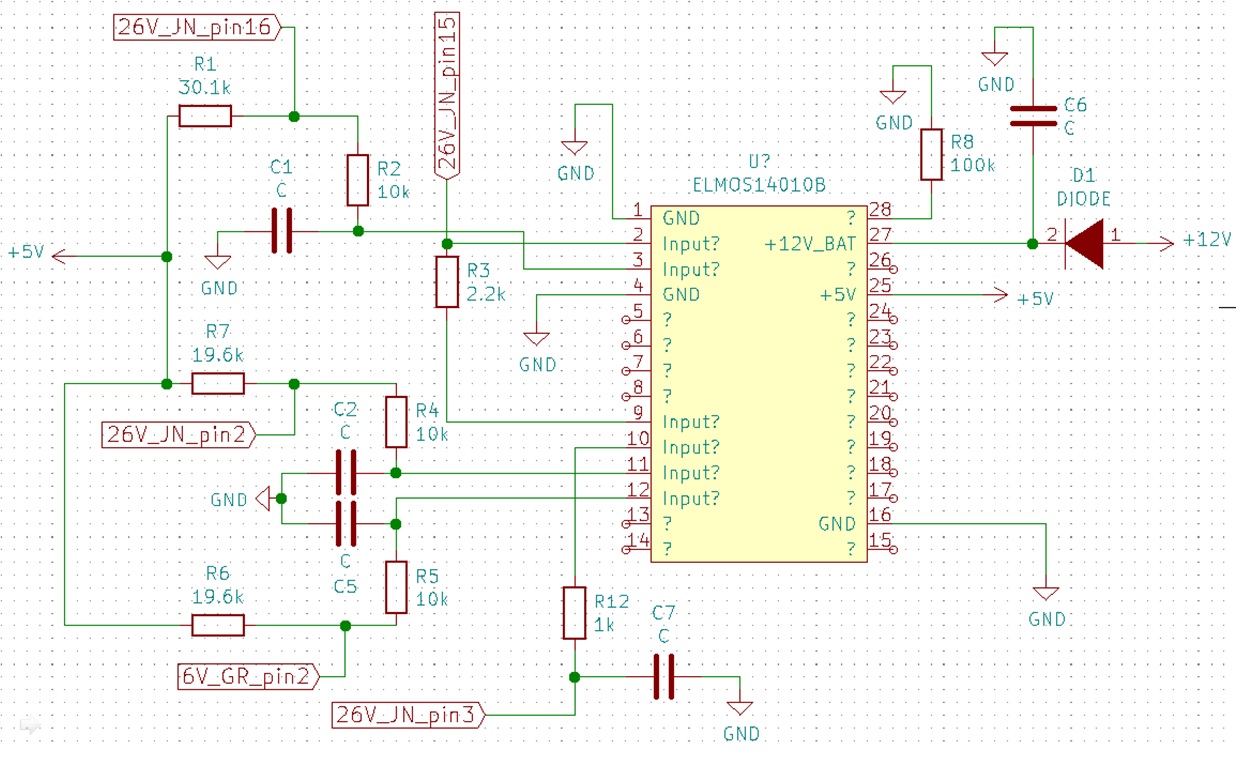 26V_JN_pin16
26V_JN_pin15
R1
30.1k
GND
C6
C
GND
R8
100k
C1
C
R2
10k
GND
U?
ELMOS14010B
D1
DIODE
+5V
GND
R3
2.2k
2
1
+12V
1
GND
?
28
2
Input?
+12V_BAT
27
3
Input?
?
26
4
GND
+5V
25
+5V
5
?
?
24
6
?
?
23
7
?
?
22
8
?
?
21
9
Input?
?
20
10
Input?
?
19
11
Input?
?
18
12
Input?
?
17
13
?
GND
16
14
?
?
15
GND
R7
19.6k
26V_JN_pin2
C2
C
R4
10k
GND
C
C5
R6
19.6k
R5
10k
R12
1k
C7
C
GND
6V_GR_pin2
26V_JN_pin3
GND